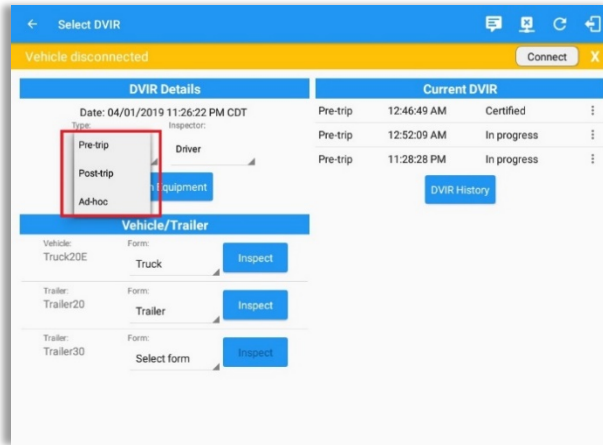 Select DVIR
Vehicle disconnected
Connect
X
DVIR Details
Date: 04/01/2019 11:26:22 PM CDT
Type:
Inspector:
Pre-trip
Post-trip
Ad-hoc
Driver
Equipment
Vehicle/Trailer
Vehicle:
Form:
Truck20E
Truck
Inspect
Trailer:
Form:
Trailer20
Trailer
Inspect
Trailer:
Form:
Trailer30
Select form
Inspect
Current DVIR
Pre-trip 12:46:49 AM Certified
Pre-trip 12:52:09 AM In progress
Pre-trip 11:28:28 PM In progress
DVIR History